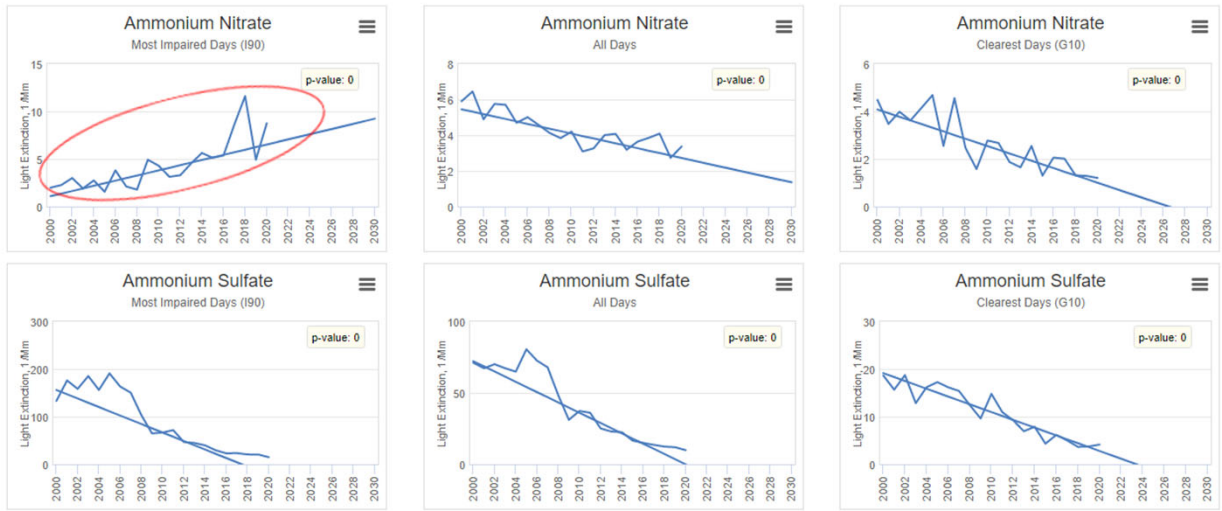 Ammonium Nitrate
Most Impaired Days (I90)
p-value: 0
Light Extinction, 1/Mm
15
10
5
0
2000 2002 2004 2006 2008 2010 2012 2014 2016 2018 2020 2022 2024 2026 2028 2030
Ammonium Nitrate
All Days
p-value: 0
Light Extinction, 1/Mm
8
6
4
2
0
2000 2002 2004 2006 2008 2010 2012 2014 2016 2018 2020 2022 2024 2026 2028 2030
Ammonium Nitrate
Clearest Days (G10)
p-value: 0
Light Extinction, 1/Mm
6
4
2
0
2000 2002 2004 2006 2008 2010 2012 2014 2016 2018 2020 2022 2024 2026 2028 2030
Ammonium Sulfate
Most Impaired Days (I90)
p-value: 0
Light Extinction, 1/Mm
300
200
100
0
2000 2002 2004 2006 2008 2010 2012 2014 2016 2018 2020 2022 2024 2026 2028 2030
Ammonium Sulfate
All Days
p-value: 0
Light Extinction, 1/Mm
100
50
0
2000 2002 2004 2006 2008 2010 2012 2014 2016 2018 2020 2022 2024 2026 2028 2030
Ammonium Sulfate
Clearest Days (G10)
p-value: 0
Light Extinction, 1/Mm
30
20
10
0
2000 2002 2004 2006 2008 2010 2012 2014 2016 2018 2020 2022 2024 2026 2028 2030